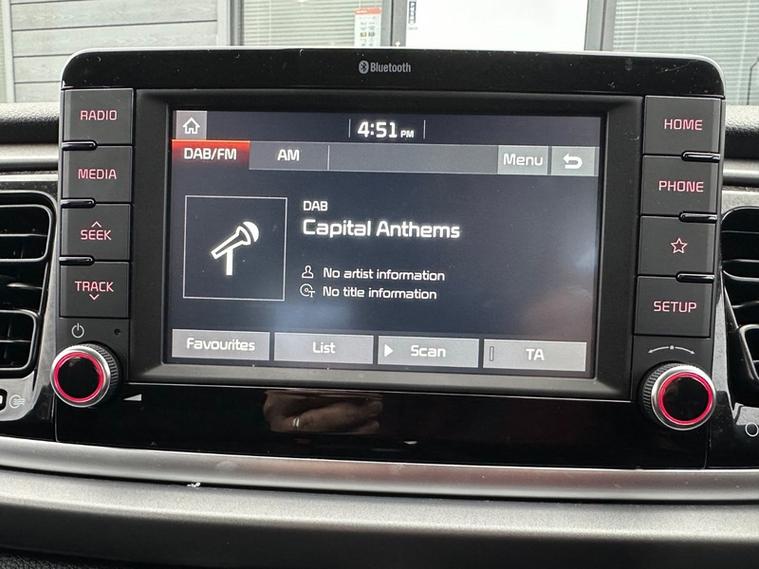 Bluetooth
RADIO
MEDIA
SEEK
TRACK
4:51 PM
DAB/FM
AM
Menu
DAB
Capital Anthems
No artist information
No title information
Favourites
List
Scan
TA
HOME
PHONE
SETUP